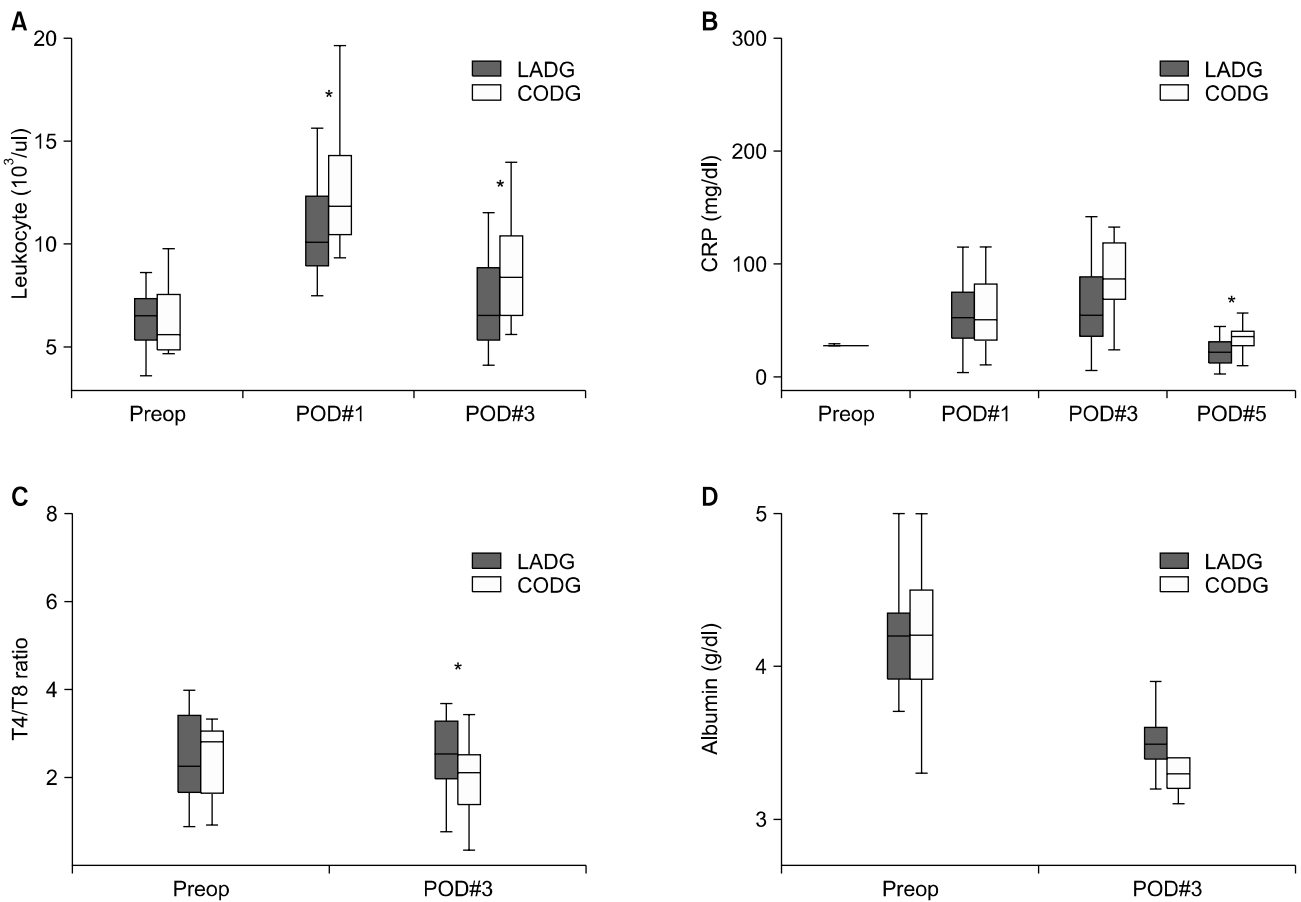 A
20
15
10
5
Leukocyte (10³/ul)
LADG
CODG
*
*
Preop POD#1 POD#3
B
300
200
100
0
CRP (mg/dl)
LADG
CODG
*
Preop POD#1 POD#3 POD#5
C
8
6
4
2
T4/T8 ratio
LADG
CODG
*
Preop POD#3
D
5
4
3
Albumin (g/dl)
LADG
CODG
Preop POD#3